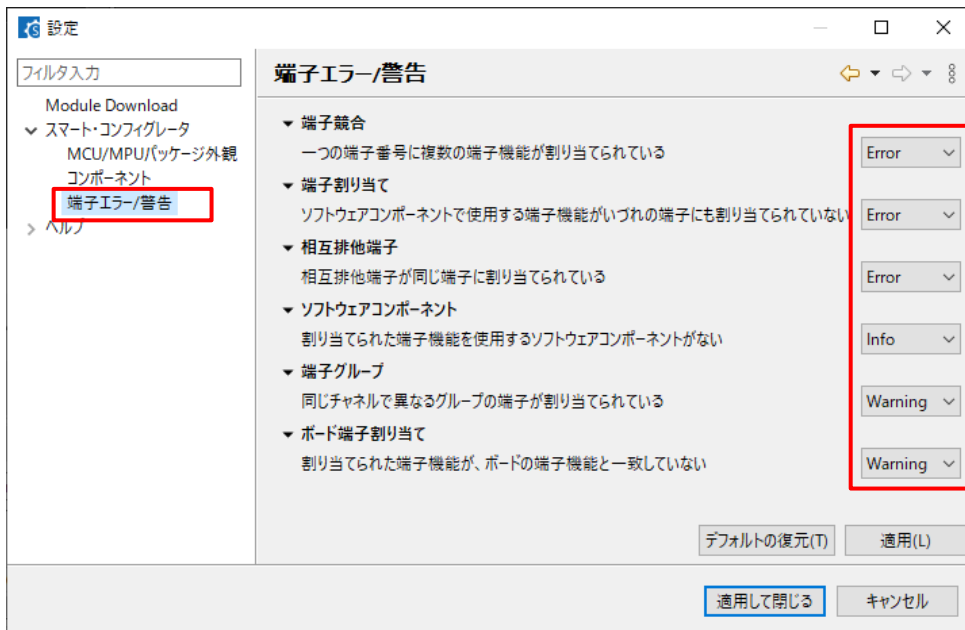 設定
フィルタ入力
端子エラー/警告
Module Download
スマート・コンフィグレータ
MCU/MPUパッケージ外観
コンポーネント
端子エラー/警告
ヘルプ
端子競合
一つの端子番号に複数の端子機能が割り当てられている
Error
端子割り当て
ソフトウェアコンポーネントで使用する端子機能がいづれの端子にも割り当てられていない
Error
相互排他端子
相互排他端子が同じ端子に割り当てられている
Error
ソフトウェアコンポーネント
割り当てられた端子機能を使用するソフトウェアコンポーネントがない
Info
端子グループ
同じチャネルで異なるグループの端子が割り当てられている
Warning
ボード端子割り当て
割り当てられた端子機能が、ボードの端子機能と一致していない
Warning
デフォルトの復元(T)
適用(L)
適用して閉じる
キャンセル